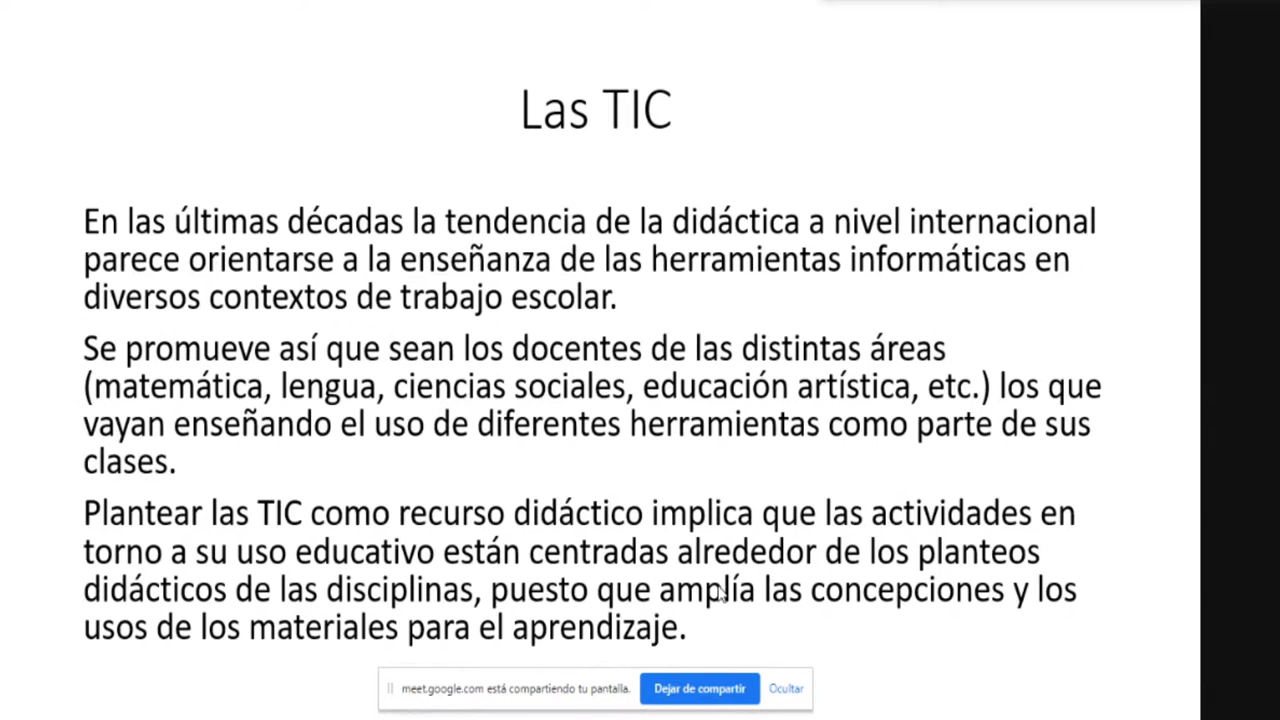 Las TIC
En las últimas décadas la tendencia de la didáctica a nivel internacional
parece orientarse a la enseñanza de las herramientas informáticas en
diversos contextos de trabajo escolar.
Se promueve así que sean los docentes de las distintas áreas
(matemática, lengua, ciencias sociales, educación artística, etc.) los que
vayan enseñando el uso de diferentes herramientas como parte de sus
clases.
Plantear las TIC como recurso didáctico implica que las actividades en
torno a su uso educativo están centradas alrededor de los planteos
didácticos de las disciplinas, puesto que amplía las concepciones y los
usos de los materiales para el aprendizaje.
meet.google.com está compartiendo tu pantalla. Dejar de compartir Ocultar